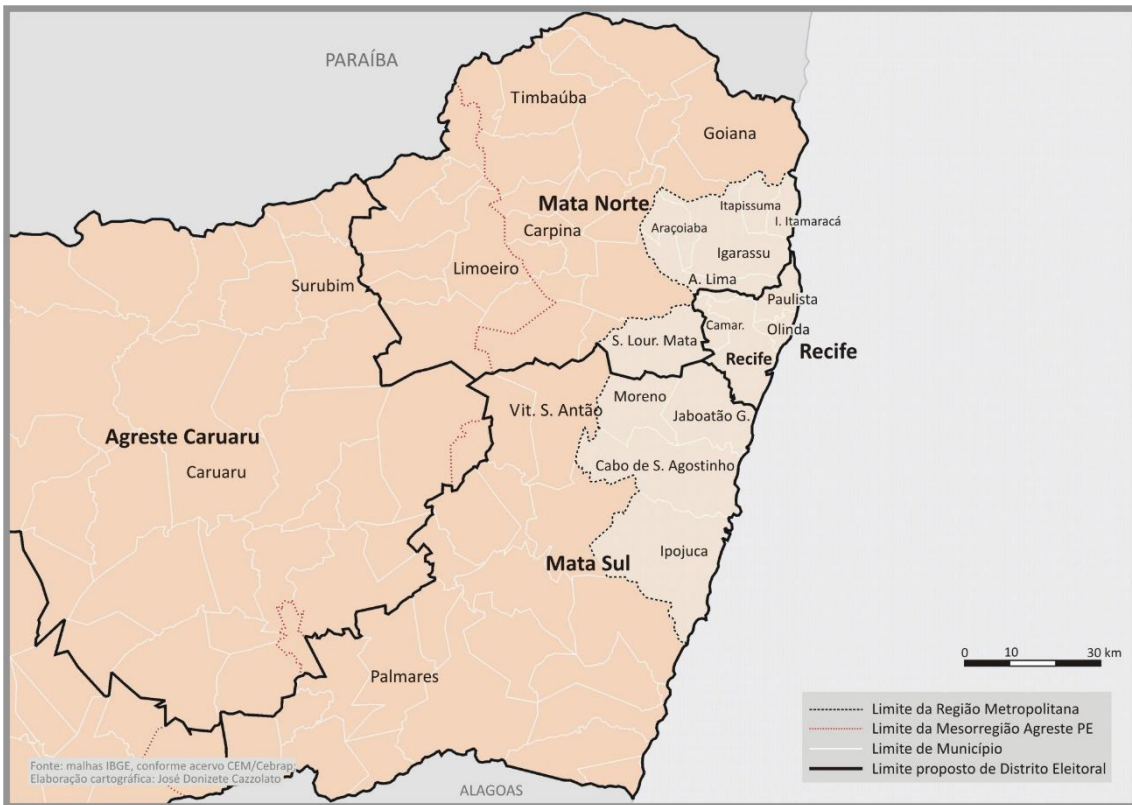 PARAÍBA
Timbaúba
Goiana
Mata Norte
Itapissuma
I. Itamaracá
Araçoiaba
Carpina
Igarassu
Limoeiro
Surubim
A. Lima
Paulista
Camar.
Olinda
S. Lour. Mata
Recife
Recife
Moreno
Vit. S. Antão
Jaboatão G.
Agreste Caruaru
Caruaru
Cabo de S. Agostinho
Ipojuca
Mata Sul
Palmares
0 10 30 km
Limite da Região Metropolitana
Limite da Mesorregião Agreste PE
Limite de Município
Limite proposto de Distrito Eleitoral
Fonte: malhas IBGE, conforme acervo CEM/Cebrap;
Elaboração cartográfica: José Donizete Cazzolato
ALAGOAS